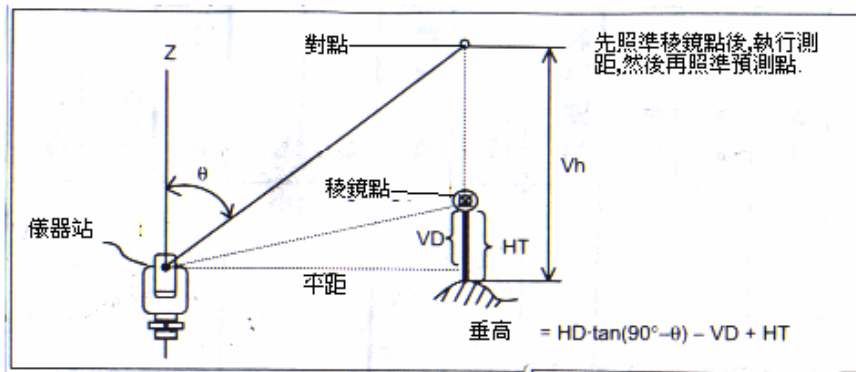 Z
對點
先照準稜鏡點後,執行測
距,然後再照準預測點.
θ
Vh
稜鏡點
儀器站
VD
HT
平距
垂高 = HD·tan(90°–θ) – VD + HT